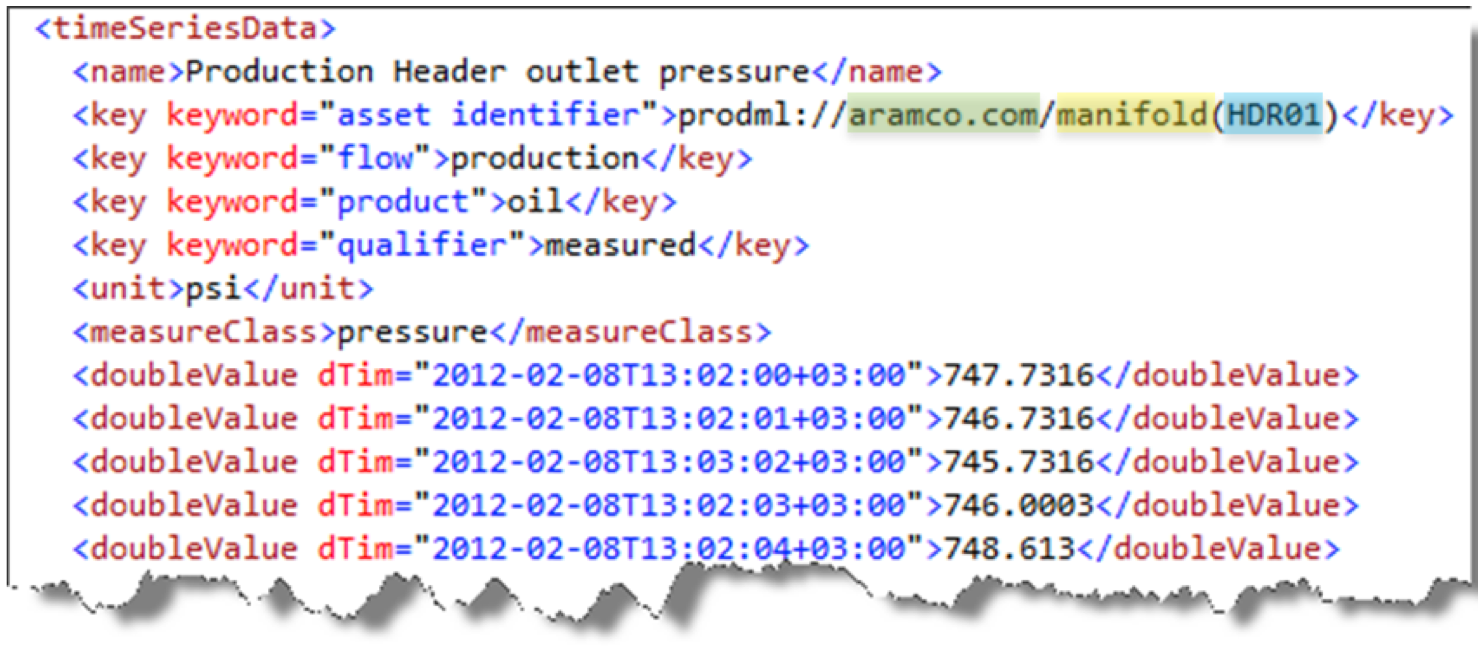 <timeSeriesData>
<name>Production Header outlet pressure</name>
<key keyword="asset identifier">prodml://aramco.com/manifold(HDR01)</key>
<key keyword="flow">production</key>
<key keyword="product">oil</key>
<key keyword="qualifier">measured</key>
<unit>psi</unit>
<measureClass>pressure</measureClass>
<doubleValue dTim="2012-02-08T13:02:00+03:00">747.7316</doubleValue>
<doubleValue dTim="2012-02-08T13:02:01+03:00">746.7316</doubleValue>
<doubleValue dTim="2012-02-08T13:03:02+03:00">745.7316</doubleValue>
<doubleValue dTim="2012-02-08T13:02:03+03:00">746.0003</doubleValue>
<doubleValue dTim="2012-02-08T13:02:04+03:00">748.613</doubleValue>